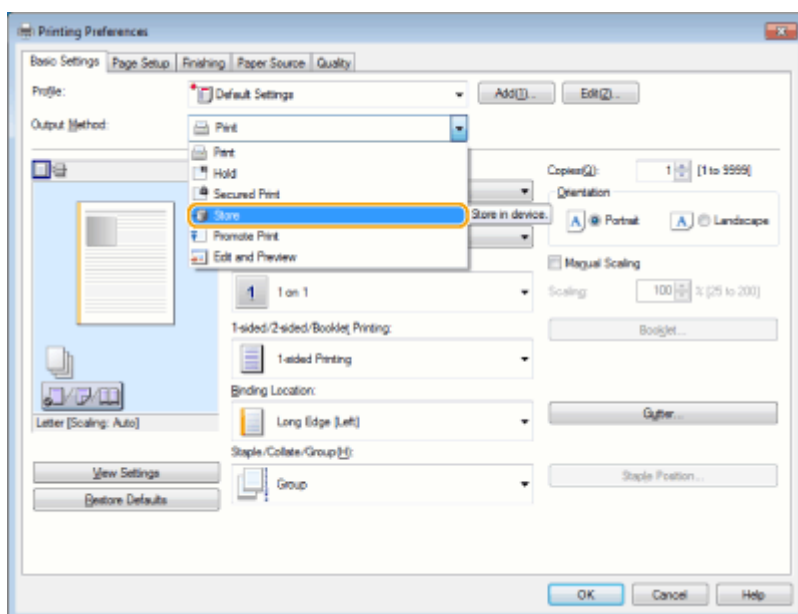 Printing Preferences
Basic Settings Page Setup Finishing Paper Source Quality
Profile: Default Settings Add(1)... Edit(2)...
Output Method: Print
Print
Hold
Secured Print
Store
Store in device.
Promote Print
Edit and Preview
Copies(Q): 1 [1 to 9999]
Orientation
A Portrait A Landscape
Manual Scaling
Scaling: 100 % [25 to 200]
1 1 on 1
1-sided/2-sided/Booklet Printing:
1-sided Printing
Booklet...
Binding Location:
Long Edge [Left]
Gutter...
Letter [Scaling: Auto]
Staple/Collate/Group(H):
Group
Staple Position...
View Settings
Restore Defaults
OK Cancel Help